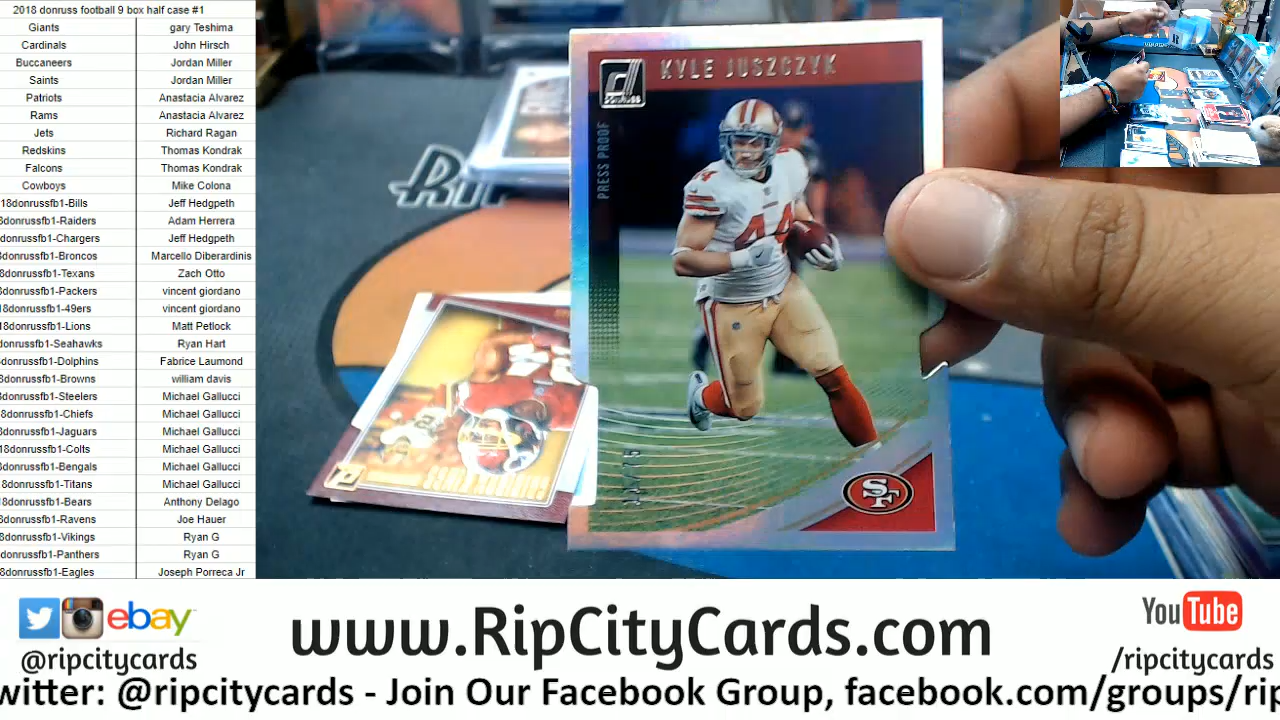 2018 donruss football 9 box half case #1
Giants gary Teshima
Cardinals John Hirsch
Buccaneers Jordan Miller
Saints Jordan Miller
Patriots Anastacia Alvarez
Rams Anastacia Alvarez
Jets Richard Ragan
Redskins Thomas Kondrak
Falcons Thomas Kondrak
Cowboys Mike Colona
18donrussfb1-Bills Jeff Hedgpeth
8donrussfb1-Raiders Adam Herrera
donrussfb1-Chargers Jeff Hedgpeth
8donrussfb1-Broncos Marcello Diberardinis
8donrussfb1-Texans Zach Otto
8donrussfb1-Packers vincent giordano
18donrussfb1-49ers vincent giordano
18donrussfb1-Lions Matt Petlock
onrussfb1-Seahawks Ryan Hart
donrussfb1-Dolphins Fabrice Laumond
8donrussfb1-Browns william davis
8donrussfb1-Steelers Michael Gallucci
8donrussfb1-Chiefs Michael Gallucci
8donrussfb1-Jaguars Michael Gallucci
18donrussfb1-Colts Michael Gallucci
8donrussfb1-Bengals Michael Gallucci
18donrussfb1-Titans Michael Gallucci
18donrussfb1-Bears Anthony Delago
8donrussfb1-Ravens Joe Hauer
8donrussfb1-Vikings Ryan G
donrussfb1-Panthers Ryan G
8donrussfb1-Eagles Joseph Porreca Jr
KYLE JUSZCZYK
donruss
PRESS PROOF
44
SF
ebay
@ripcitycards
www.RipCityCards.com
YouTube
/ripcitycards
witter: @ripcitycards - Join Our Facebook Group, facebook.com/groups/rip